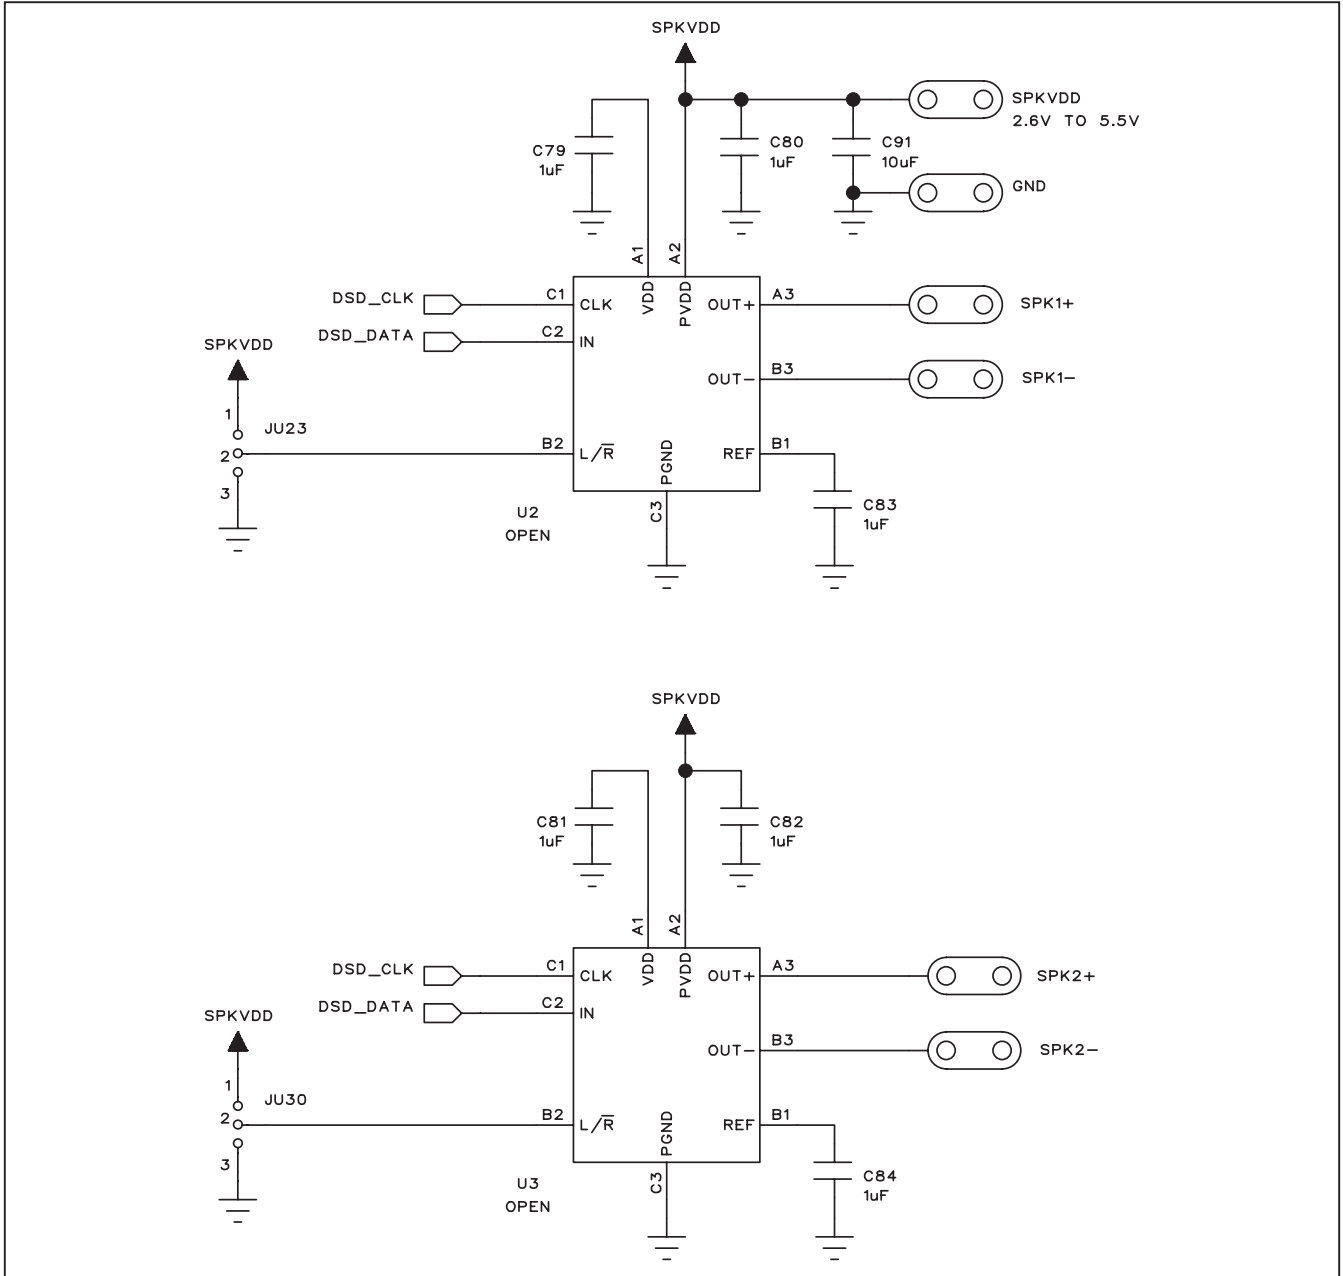 SPKVDD
SPKVDD
2.6V TO 5.5V
C79
1uF
C80
1uF
C91
10uF
GND
A1
A2
DSD_CLK
C1
CLK
VDD
PVDD
OUT+
A3
SPK1+
DSD_DATA
C2
IN
SPKVDD
OUT-
B3
SPK1-
1
JU23
2
B2
L/R
PGND
REF
B1
3
C3
C83
1uF
U2
OPEN
SPKVDD
C81
1uF
C82
1uF
A1
A2
DSD_CLK
C1
CLK
VDD
PVDD
OUT+
A3
SPK2+
DSD_DATA
C2
IN
SPKVDD
OUT-
B3
SPK2-
1
JU30
2
B2
L/R
PGND
REF
B1
3
C3
C84
1uF
U3
OPEN